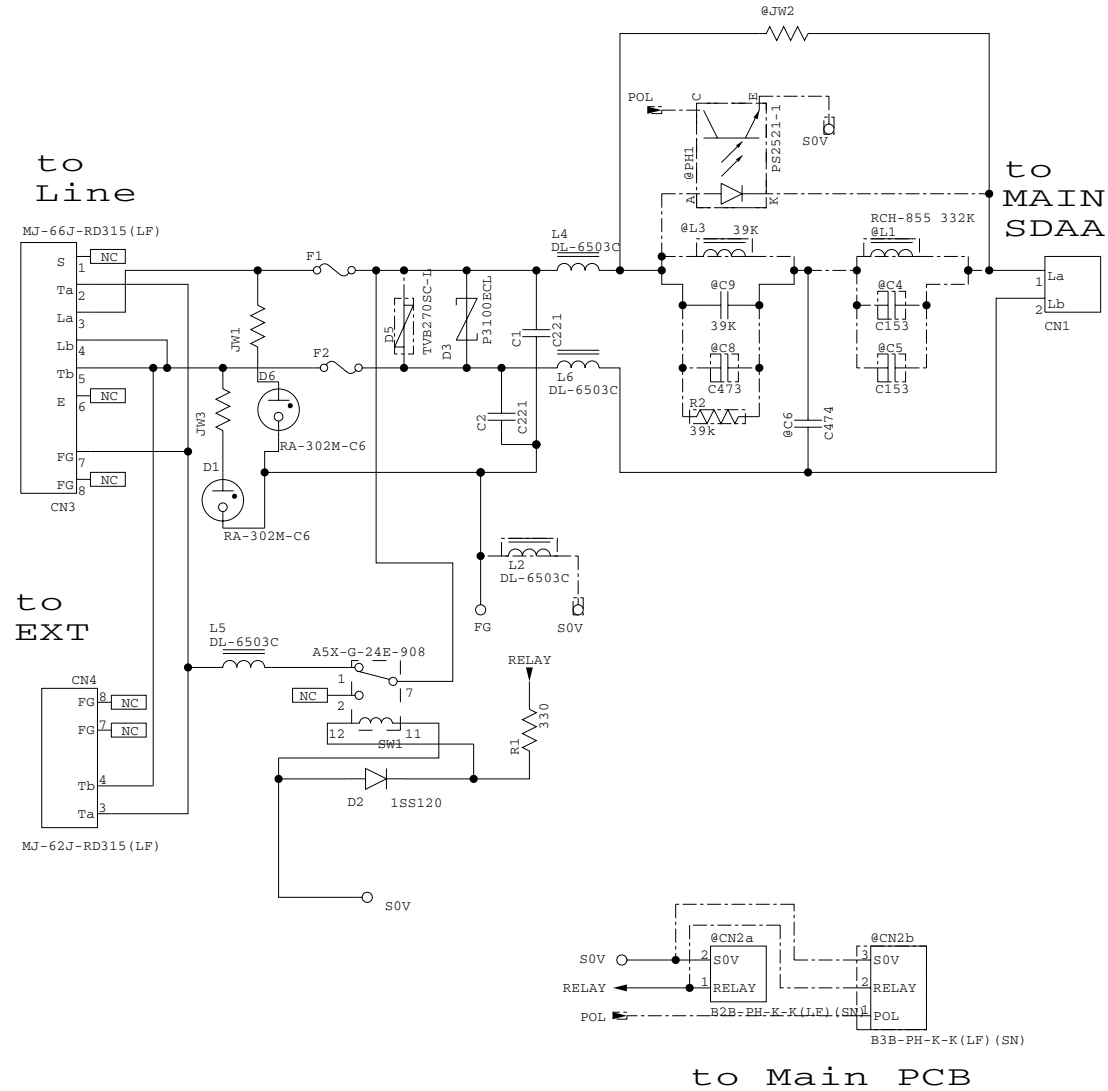 @JW2
POL
C
E
S0V
@PH1
PS2521-1
A
K
to
Line
to
MAIN
SDAA
MJ-66J-RD315(LF)
S
1
NC
Ta
2
La
3
Lb
4
Tb
5
E
6
NC
FG
7
FG
8
NC
CN3
F1
F2
JW1
JW3
D6
RA-302M-C6
D1
RA-302M-C6
D5
TVB270SC-L
D3
P3100ECL
C1
C221
C2
C221
L4
DL-6503C
L6
DL-6503C
@L3
39K
@C9
39K
@C8
C473
R2
39k
RCH-855 332K
@L1
@C4
C153
@C5
C153
@C6
C474
La
1
Lb
2
CN1
L2
DL-6503C
FG
S0V
to
EXT
L5
DL-6503C
A5X-G-24E-908
1
7
NC
2
12
11
SW1
RELAY
R1
330
D2
1SS120
S0V
CN4
FG
8
NC
FG
7
NC
Tb
4
Ta
3
MJ-62J-RD315(LF)
@CN2a
@CN2b
S0V
2
S0V
3
S0V
RELAY
1
RELAY
2
RELAY
POL
1
POL
B2B-PH-K-K(LF)(SN)
B3B-PH-K-K(LF)(SN)
to Main PCB